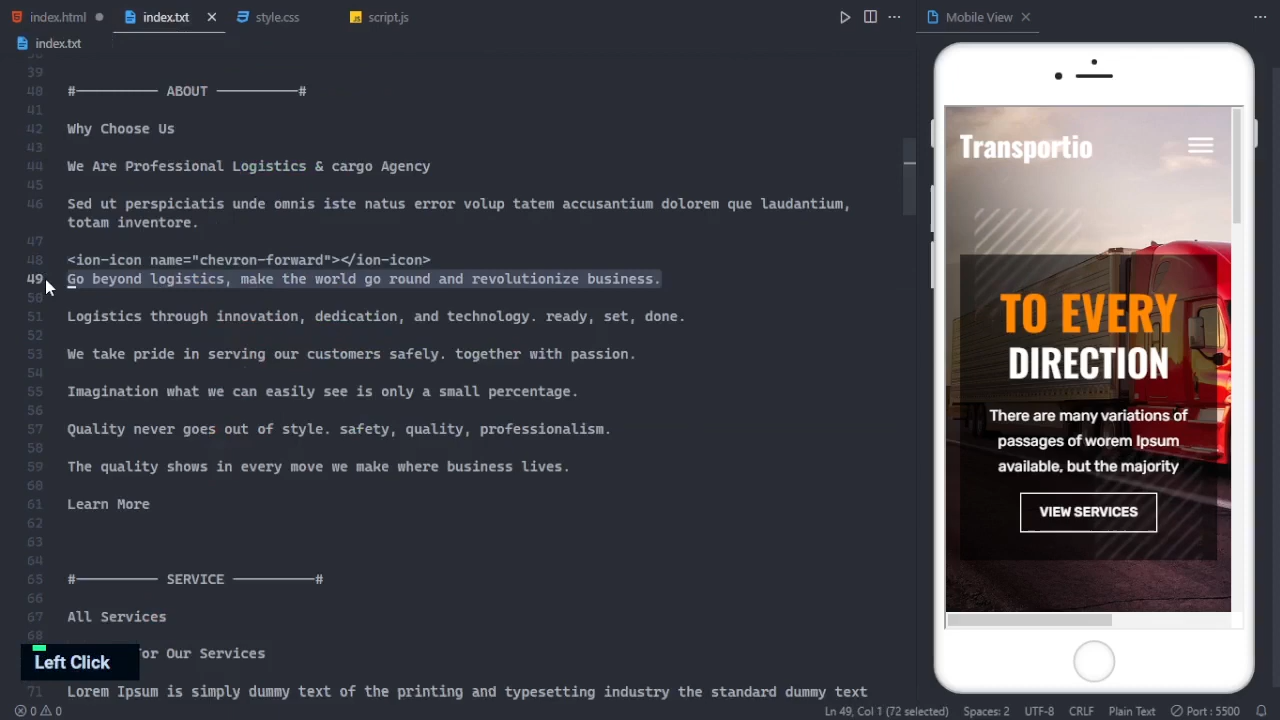 index.html
index.txt
style.css
script.js
Mobile View
index.txt
39
40 #————— ABOUT —————#
41
42 Why Choose Us
43
44 We Are Professional Logistics & cargo Agency
45
46 Sed ut perspiciatis unde omnis iste natus error volup tatem accusantium dolorem que laudantium,
totam inventore.
47
48 <ion-icon name="chevron-forward"></ion-icon>
49 Go beyond logistics, make the world go round and revolutionize business.
50
51 Logistics through innovation, dedication, and technology. ready, set, done.
52
53 We take pride in serving our customers safely. together with passion.
54
55 Imagination what we can easily see is only a small percentage.
56
57 Quality never goes out of style. safety, quality, professionalism.
58
59 The quality shows in every move we make where business lives.
60
61 Learn More
62
63
64
65 #————— SERVICE —————#
66
67 All Services
68
or Our Services
71 Lorem Ipsum is simply dummy text of the printing and typesetting industry the standard dummy text
Left Click
0 0
Ln 49, Col 1 (72 selected)
Spaces: 2
UTF-8
CRLF
Plain Text
Port : 5500
Transportio
TO EVERY
DIRECTION
There are many variations of
passages of worem Ipsum
available, but the majority
VIEW SERVICES